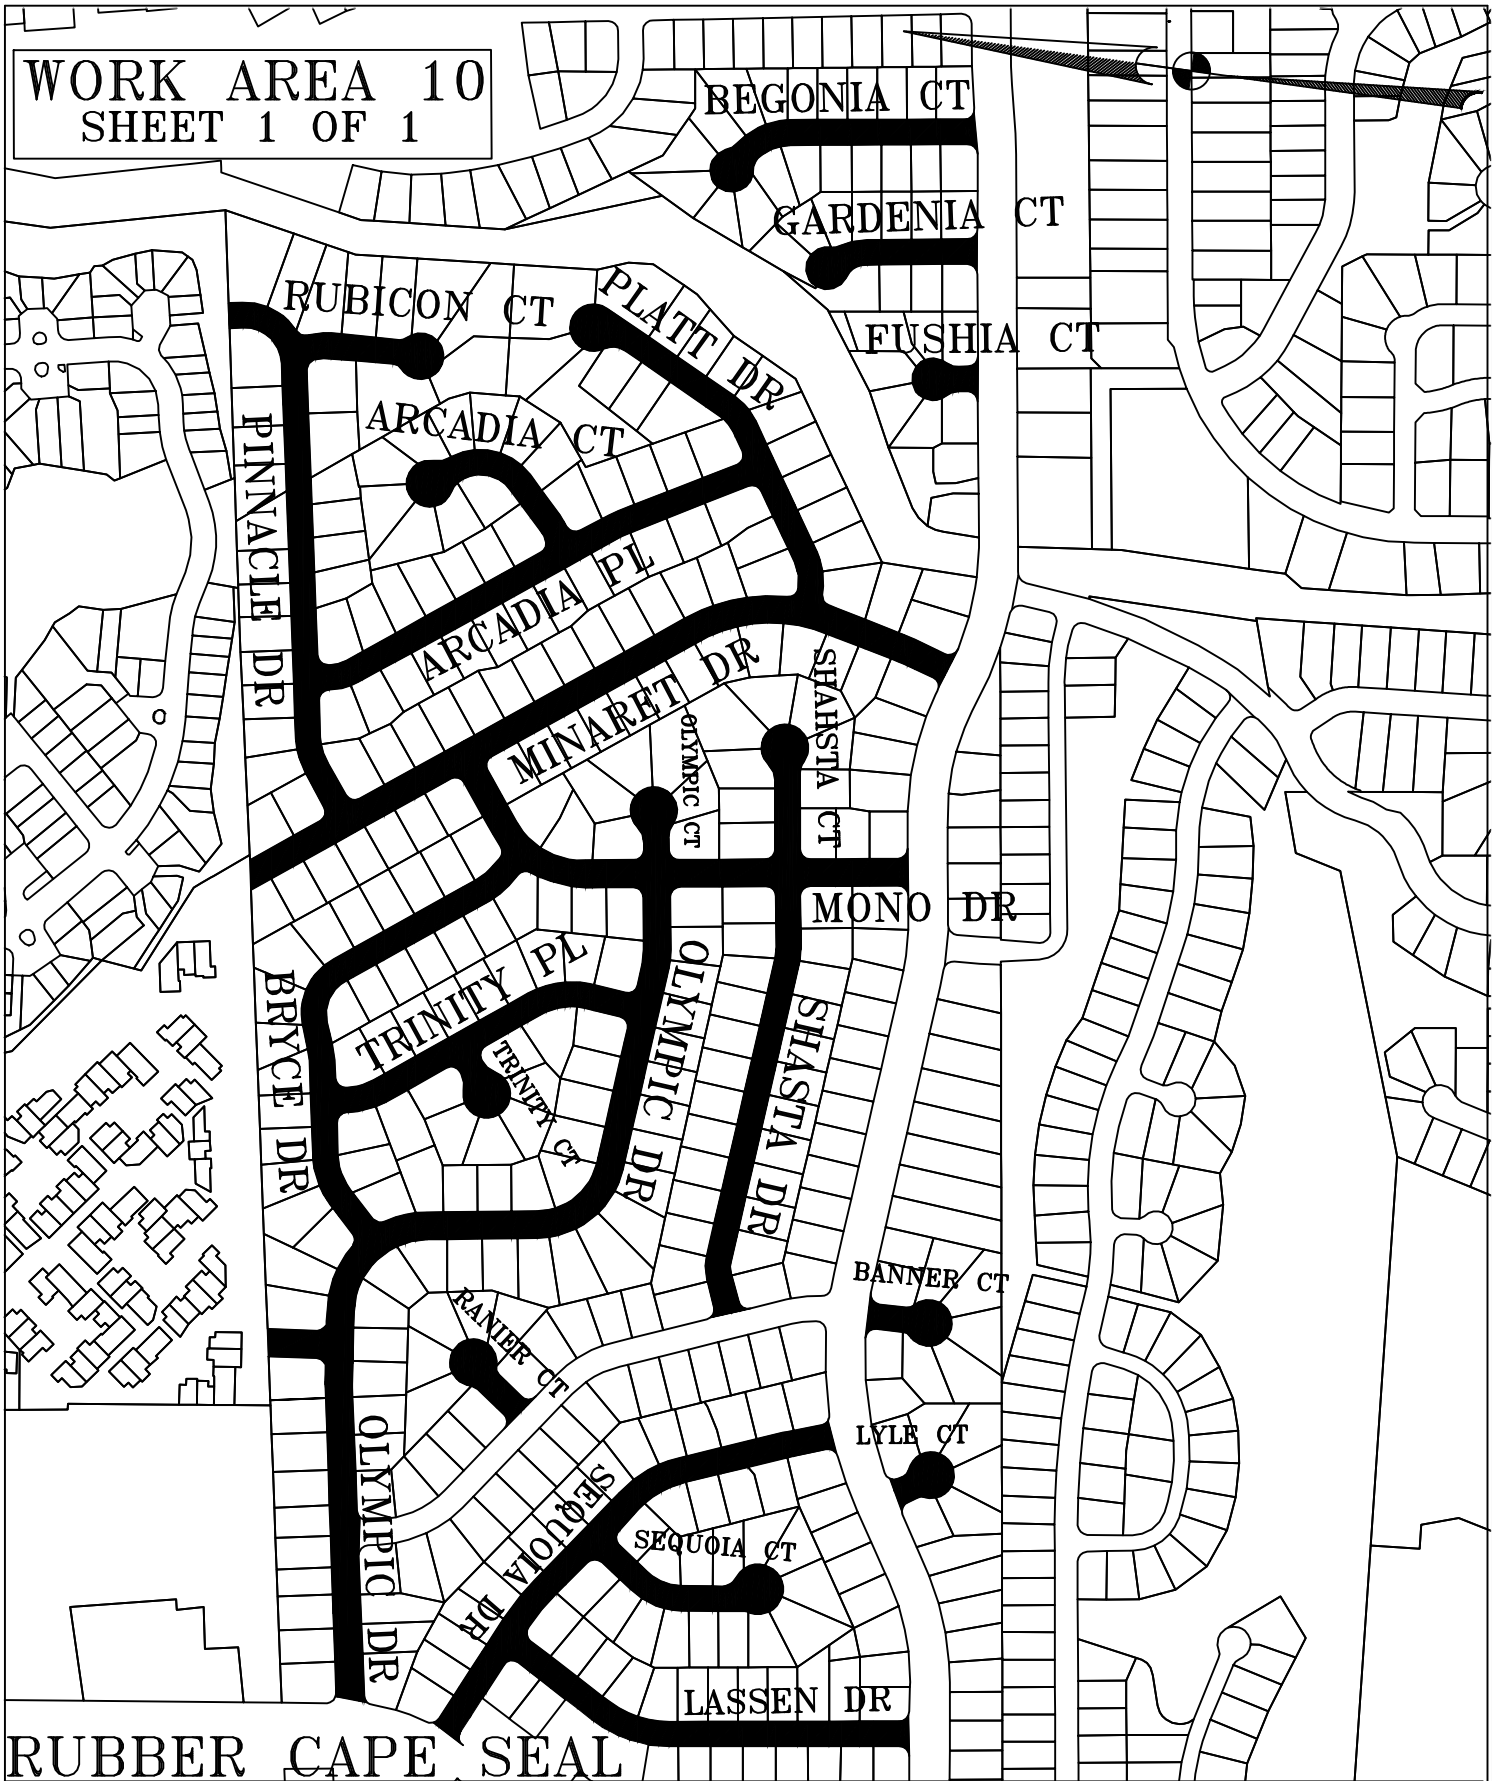 WORK AREA 10
SHEET 1 OF 1
BEGONIA CT
GARDENIA CT
RUBICON CT
PLATT DR
FUSHIA CT
ARCADIA CT
PINNACLE DR
ARCADIA PL
MINARET DR
SHAHSTA CT
OLYMPIC CT
MONO DR
TRINITY PL
OLYMPIC DR
BRYCE DR
SHASTA DR
TRINITY CT
BANNER CT
RANIER CT
LYLE CT
OLYMPIC DR
SEQUOIA DR
SEQUOIA CT
LASSEN DR
RUBBER CAPE SEAL